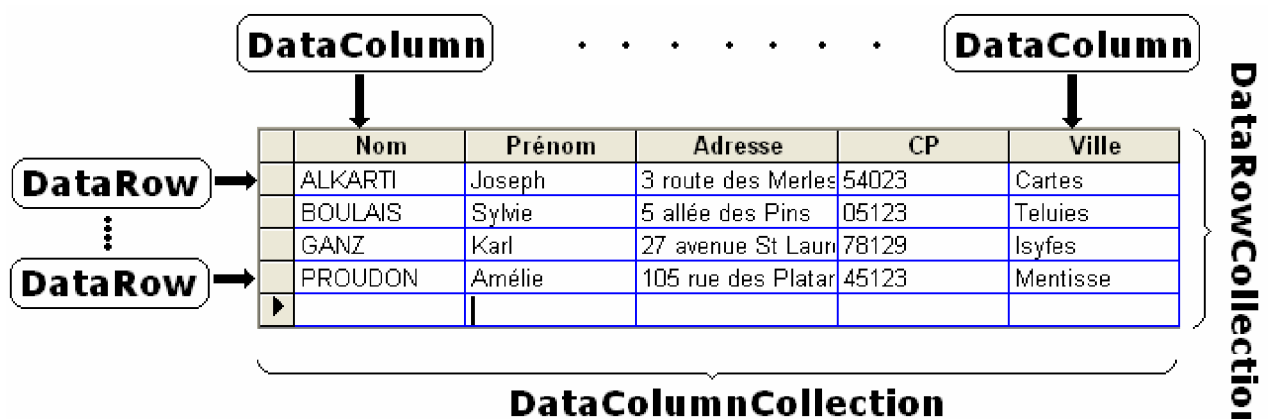 DataColumn . . . . . . . DataColumn
Nom Prénom Adresse CP Ville
DataRow ALKARTI Joseph 3 route des Merles 54023 Cartes
BOULAIS Sylvie 5 allée des Pins 05123 Teluies
GANZ Karl 27 avenue St Laur 78129 Isyfes
DataRow PROUDON Amélie 105 rue des Platar 45123 Mentisse
DataColumnCollection
DataRowCollection